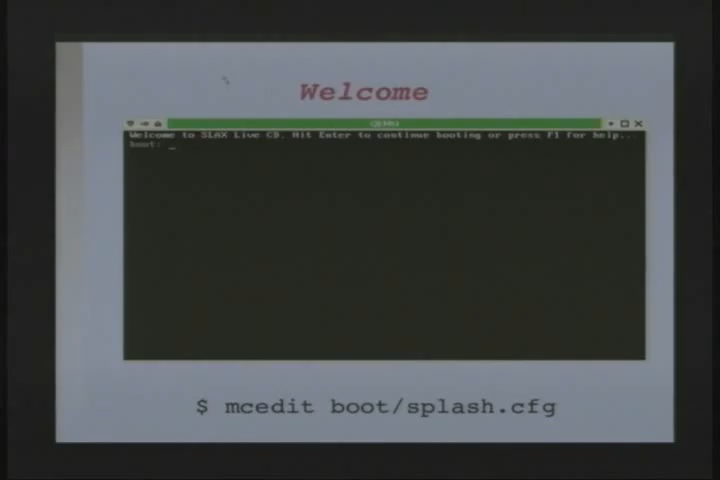 Welcome
QEMU
Welcome to SLAX Live CD. Hit Enter to continue booting or press F1 for help...
boot: _
$ mcedit boot/splash.cfg